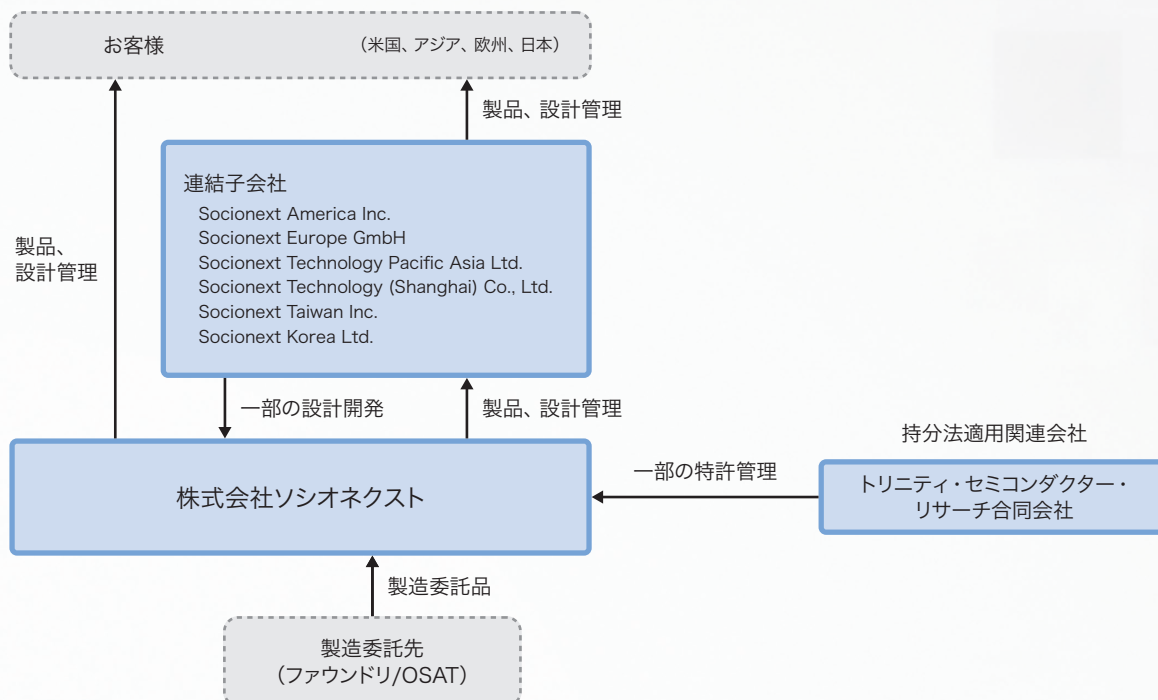 お客様 （米国、アジア、欧州、日本）
製品、設計管理
連結子会社
Socionext America Inc.
Socionext Europe GmbH
Socionext Technology Pacific Asia Ltd.
Socionext Technology (Shanghai) Co., Ltd.
Socionext Taiwan Inc.
Socionext Korea Ltd.
製品、
設計管理
一部の設計開発
製品、設計管理
株式会社ソシオネクスト
一部の特許管理
持分法適用関連会社
トリニティ・セミコンダクター・
リサーチ合同会社
製造委託品
製造委託先
（ファウンドリ/OSAT）